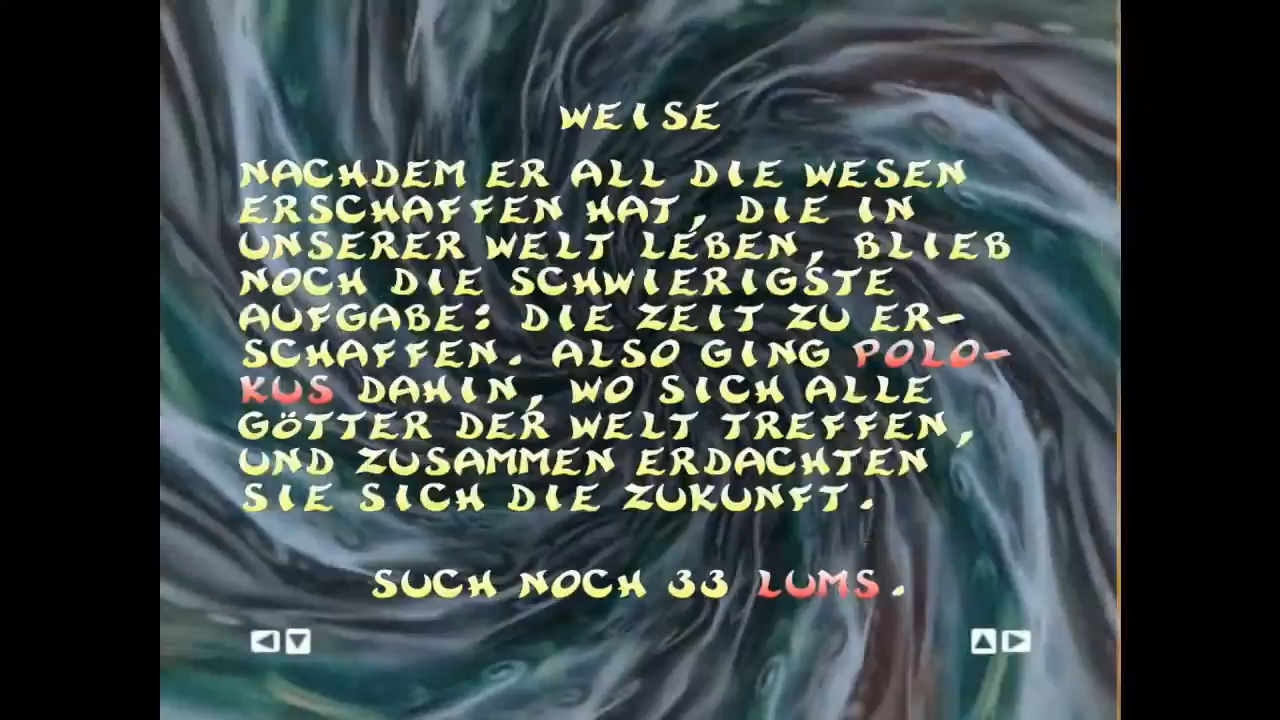 WEISE
NACHDEM ER ALL DIE WESEN
ERSCHAFFEN HAT, DIE IN
UNSERER WELT LEBEN, BLIEB
NOCH DIE SCHWIERIGSTE
AUFGABE: DIE ZEIT ZU ER-
SCHAFFEN. ALSO GING POLO-
KUS DAHIN, WO SICH ALLE
GÖTTER DER WELT TREFFEN,
UND ZUSAMMEN ERDACHTEN
SIE SICH DIE ZUKUNFT.
SUCH NOCH 33 LUMS.